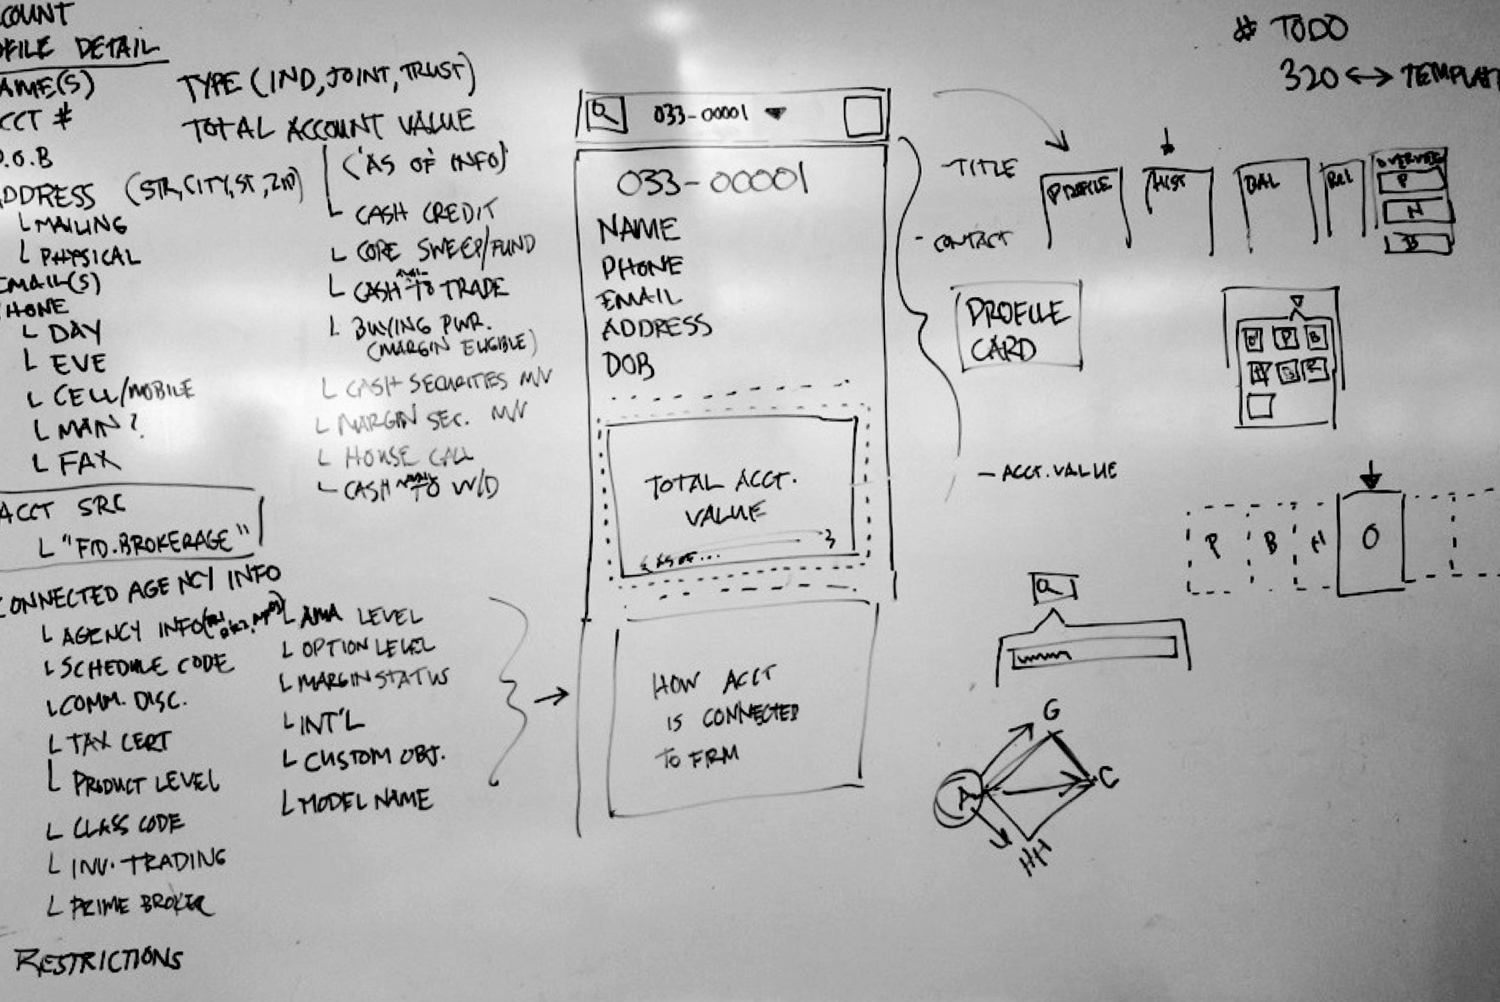 COUNT
OFILE DETAIL
AME(S)
CCT #
D.O.B
ADDRESS (STR, CITY, ST, ZIP)
MAILING
PHYSICAL
EMAIL(S)
PHONE
DAY
EVE
CELL/MOBILE
MAIN?
FAX
ACCT SRC
"FID. BROKERAGE"
CONNECTED AGENCY INFO
AGENCY INFO
SCHEDULE CODE
COMM. DISC.
TAX CERT
PRODUCT LEVEL
CLASS CODE
INV. TRADING
PRIME BROKER
RESTRICTIONS
TYPE (IND, JOINT, TRUST)
TOTAL ACCOUNT VALUE
('AS OF INFO)
CASH CREDIT
CORE SWEEP/FUND
CASH AVAIL TO TRADE
BUYING PWR.
(MARGIN ELIGIBLE)
CASH SECURITIES M/V
MARGIN SEC. M/V
HOUSE CALL
CASH AVAIL TO W/D
AMA LEVEL
OPTION LEVEL
MARGIN STATUS
INT'L
CUSTOM OBJ.
MODEL NAME
033-00001
033-00001
NAME
PHONE
EMAIL
ADDRESS
DOB
TOTAL ACCT.
VALUE
AS OF...
HOW ACCT
IS CONNECTED
TO FIRM
- TITLE
- CONTACT
PROFILE
CARD
- ACCT. VALUE
# TODO
320 ↔ TEMPLAT
PROFILE
HIST
BAL
REL
OVERVIEW
P
H
B
P B H O
G
A
C
HH